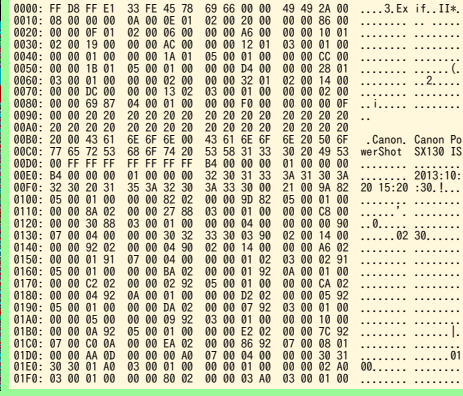 0000: FF D8 FF E1 33 FE 45 78 69 66 00 00 49 49 2A 00 ....3.Ex if..II*.
0010: 08 00 00 00 0A 00 0E 01 02 00 20 00 00 00 86 00 ........ .. .....
0020: 00 00 0F 01 02 00 06 00 00 00 A6 00 00 00 10 01 ........ ........
0030: 02 00 19 00 00 00 AC 00 00 00 12 01 03 00 01 00 ........ ........
0040: 00 00 01 00 00 00 1A 01 05 00 01 00 00 00 CC 00 ........ ........
0050: 00 00 1B 01 05 00 01 00 00 00 D4 00 00 00 28 01 ........ ......(.
0060: 03 00 01 00 00 00 02 00 00 00 32 01 02 00 14 00 ........ ..2.....
0070: 00 00 DC 00 00 00 13 02 03 00 01 00 00 00 02 00 ........ ........
0080: 00 00 69 87 04 00 01 00 00 00 F0 00 00 00 00 0F ..i..... ........
0090: 00 00 20 20 20 20 20 20 20 20 20 20 20 20 20 20 ..
00A0: 20 20 20 20 20 20 20 20 20 20 20 20 20 20 20 20
00B0: 20 00 43 61 6E 6F 6E 00 43 61 6E 6F 6E 20 50 6F .Canon. Canon Po
00C0: 77 65 72 53 68 6F 74 20 53 58 31 33 30 20 49 53 werShot SX130 IS
00D0: 00 FF FF FF FF FF FF FF B4 00 00 00 01 00 00 00 ........ ........
00E0: B4 00 00 00 01 00 00 00 32 30 31 33 3A 31 30 3A ........ 2013:10:
00F0: 32 30 20 31 35 3A 32 30 3A 33 30 00 21 00 9A 82 20 15:20 :30.!...
0100: 05 00 01 00 00 00 82 02 00 00 9D 82 05 00 01 00 ........ ........
0110: 00 00 8A 02 00 00 27 88 03 00 01 00 00 00 C8 00 ......'. ........
0120: 00 00 30 88 03 00 01 00 00 00 04 00 00 00 00 90 ..0..... ........
0130: 07 00 04 00 00 00 30 32 33 30 03 90 02 00 14 00 ......02 30......
0140: 00 00 92 02 00 00 04 90 02 00 14 00 00 00 A6 02 ........ ........
0150: 00 00 01 91 07 00 04 00 00 00 01 02 03 00 02 91 ........ ........
0160: 05 00 01 00 00 00 BA 02 00 00 01 92 0A 00 01 00 ........ ........
0170: 00 00 C2 02 00 00 02 92 05 00 01 00 00 00 CA 02 ........ ........
0180: 00 00 04 92 0A 00 01 00 00 00 D2 02 00 00 05 92 ........ ........
0190: 05 00 01 00 00 00 DA 02 00 00 07 92 03 00 01 00 ........ ........
01A0: 00 00 05 00 00 00 09 92 03 00 01 00 00 00 10 00 ........ ........
01B0: 00 00 0A 92 05 00 01 00 00 00 E2 02 00 00 7C 92 ........ ......|.
01C0: 07 00 C0 0A 00 00 EA 02 00 00 86 92 07 00 08 01 ........ ........
01D0: 00 00 AA 0D 00 00 00 A0 07 00 04 00 00 00 30 31 ........ ......01
01E0: 30 30 01 A0 03 00 01 00 00 00 01 00 00 00 02 A0 00...... ........
01F0: 03 00 01 00 00 00 80 02 00 00 03 A0 03 00 01 00 ........ ........